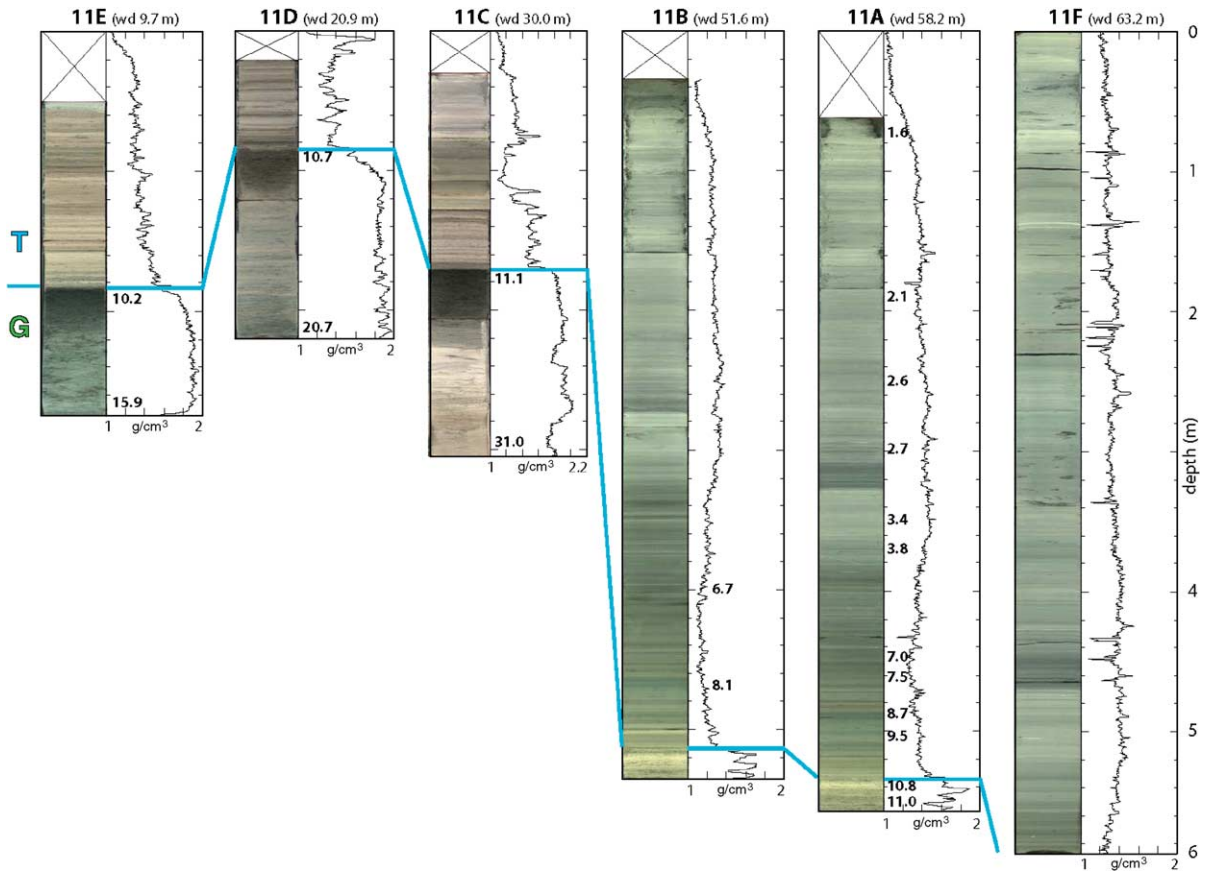 11E (wd 9.7 m)
11D (wd 20.9 m)
11C (wd 30.0 m)
11B (wd 51.6 m)
11A (wd 58.2 m)
11F (wd 63.2 m)
0
1.6
1
10.7
T
11.1
10.2
2.1
2
G
20.7
1 g/cm³ 2
2.6
15.9
1 g/cm³ 2
31.0
2.7
1 g/cm³ 2.2
depth (m)
3.4
3.8
6.7
4
7.0
7.5
8.1
8.7
9.5
5
10.8
1 g/cm³ 2
11.0
1 g/cm³ 2
6
1 g/cm³ 2